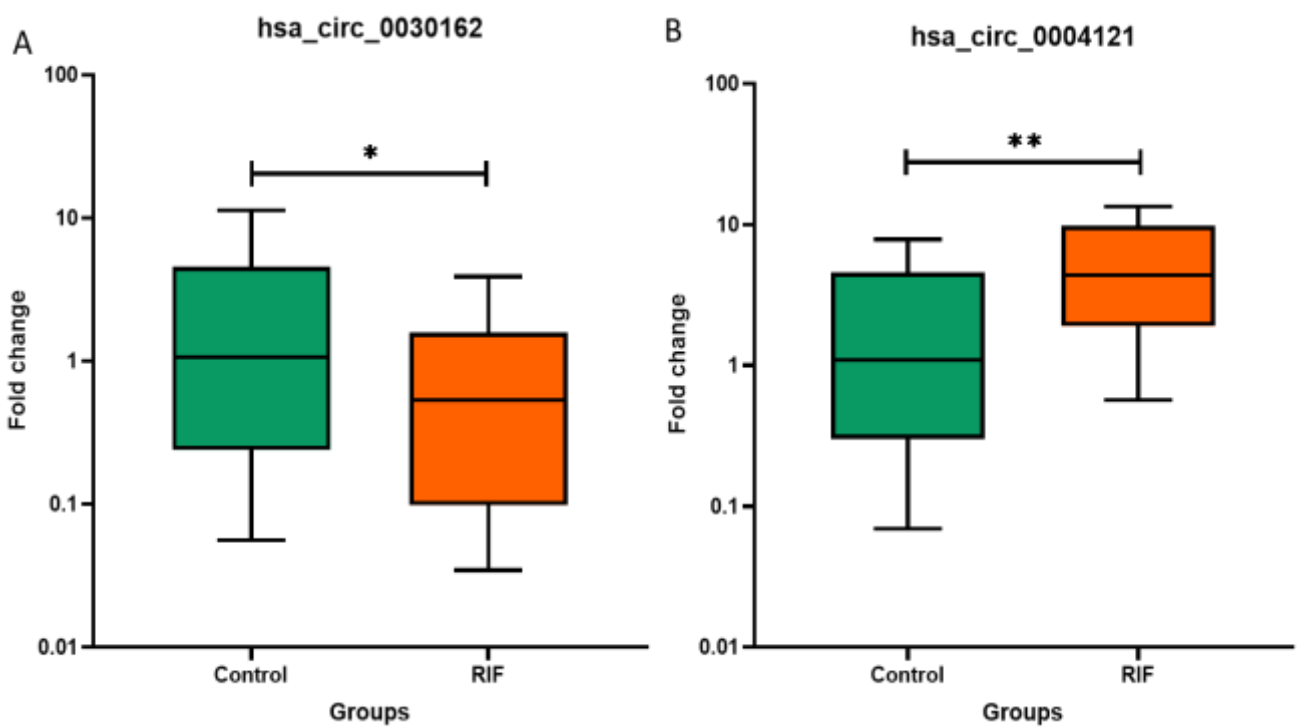 A
hsa_circ_0030162
100
10
1
0.1
0.01
Fold change
*
Control
RIF
Groups
B
hsa_circ_0004121
100
10
1
0.1
0.01
Fold change
**
Control
RIF
Groups